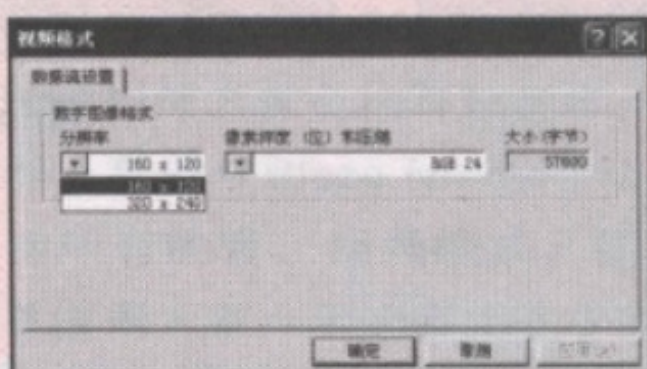 视频格式
数据流设置
数字图像格式
分辨率 像素深度（位）和压缩 大小(字节)
160 x 120 RGB 24 57600
160 x 120
320 x 240
确定 取消 应用(A)